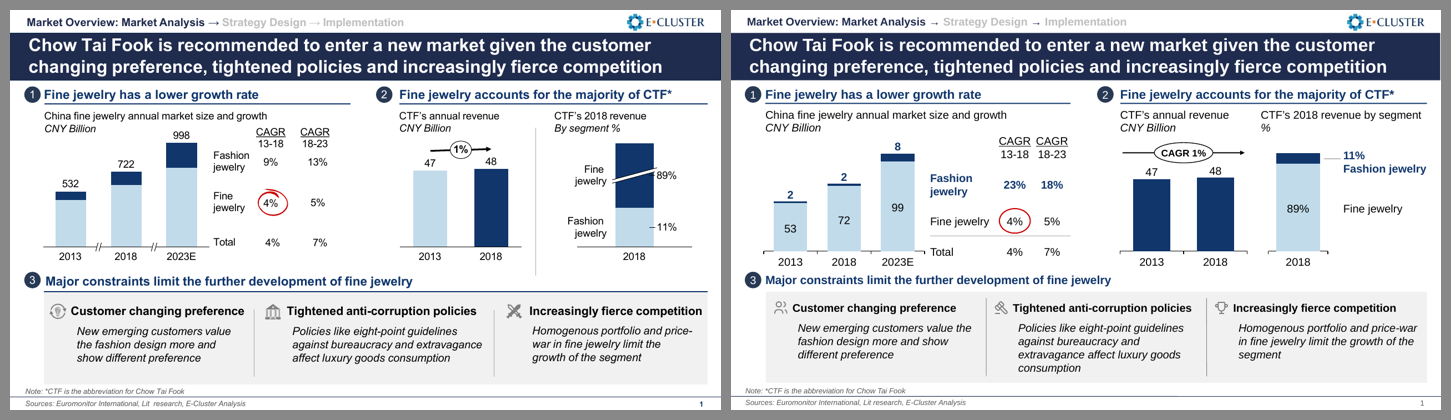 Market Overview: Market Analysis → Strategy Design → Implementation
E·CLUSTER
Chow Tai Fook is recommended to enter a new market given the customer
changing preference, tightened policies and increasingly fierce competition
1 Fine jewelry has a lower growth rate
China fine jewelry annual market size and growth
CNY Billion
532
722
998
2013
2018
2023E
CAGR CAGR
13-18 18-23
Fashion
jewelry
9% 13%
Fine
jewelry
4% 5%
Total 4% 7%
2 Fine jewelry accounts for the majority of CTF*
CTF's annual revenue
CNY Billion
1%
47
48
2013
2018
CTF's 2018 revenue
By segment %
Fine
jewelry
89%
Fashion
jewelry
11%
2018
3 Major constraints limit the further development of fine jewelry
Customer changing preference
New emerging customers value
the fashion design more and
show different preference
Tightened anti-corruption policies
Policies like eight-point guidelines
against bureaucracy and extravagance
affect luxury goods consumption
Increasingly fierce competition
Homogenous portfolio and price-
war in fine jewelry limit the
growth of the segment
Note: *CTF is the abbreviation for Chow Tai Fook
Sources: Euromonitor International, Lit research, E-Cluster Analysis
1
Market Overview: Market Analysis → Strategy Design → Implementation
E·CLUSTER
Chow Tai Fook is recommended to enter a new market given the customer
changing preference, tightened policies and increasingly fierce competition
1 Fine jewelry has a lower growth rate
China fine jewelry annual market size and growth
CNY Billion
2
53
2
72
8
99
2013
2018
2023E
CAGR CAGR
13-18 18-23
Fashion
jewelry
23% 18%
Fine jewelry 4% 5%
Total 4% 7%
2 Fine jewelry accounts for the majority of CTF*
CTF's annual revenue
CNY Billion
CAGR 1%
47
48
2013
2018
CTF's 2018 revenue by segment
%
11%
Fashion jewelry
89%
Fine jewelry
2018
3 Major constraints limit the further development of fine jewelry
Customer changing preference
New emerging customers value the
fashion design more and show
different preference
Tightened anti-corruption policies
Policies like eight-point guidelines
against bureaucracy and
extravagance affect luxury goods
consumption
Increasingly fierce competition
Homogenous portfolio and price-war
in fine jewelry limit the growth of the
segment
Note: *CTF is the abbreviation for Chow Tai Fook
Sources: Euromonitor International, Lit research, E-Cluster Analysis
1